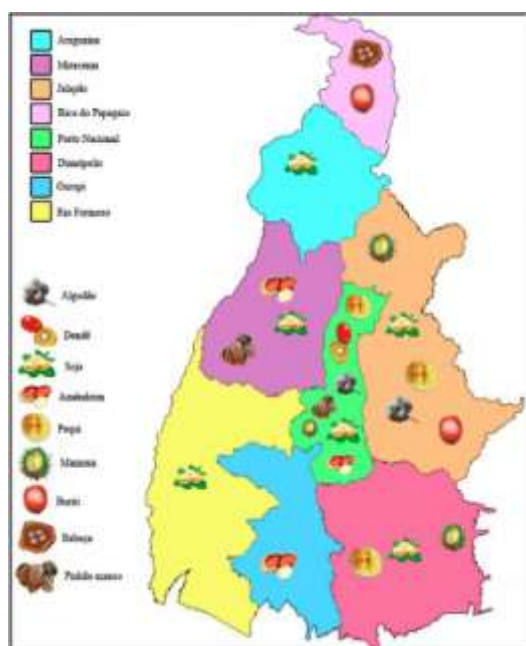 Araguaína
Miracema
Jalapão
Bico do Papagaio
Porto Nacional
Dianópolis
Gurupi
Rio Formoso
Algodão
Dendê
Soja
Amendoim
Pequi
Mamona
Buriti
Babaçu
Pinhão manso